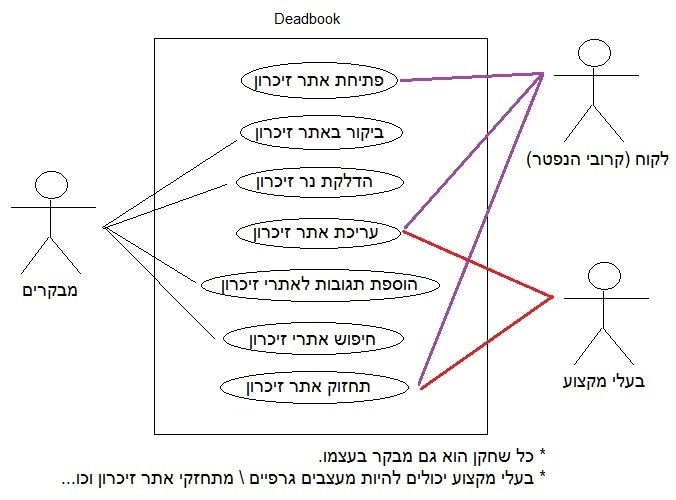 Deadbook
פתיחת אתר זיכרון
ביקור באתר זיכרון
הדלקת נר זיכרון
עריכת אתר זיכרון
הוספת תגובות לאתרי זיכרון
חיפוש אתרי זיכרון
תחזוק אתר זיכרון
לקוח (קרובי הנפטר)
מבקרים
בעלי מקצוע
* כל שחקן הוא גם מבקר בעצמו.
* בעלי מקצוע יכולים להיות מעצבים גרפיים \ מתחזקי אתר זיכרון וכו...